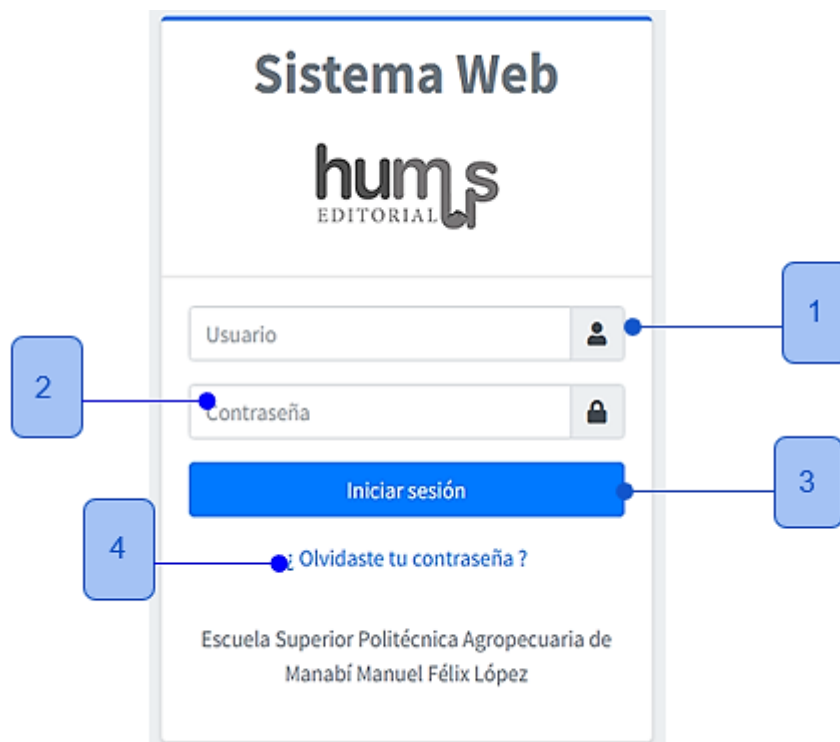 Sistema Web
humus
EDITORIAL
1
Usuario
2
Contraseña
3
Iniciar sesión
4
¿ Olvidaste tu contraseña ?
Escuela Superior Politécnica Agropecuaria de
Manabí Manuel Félix López